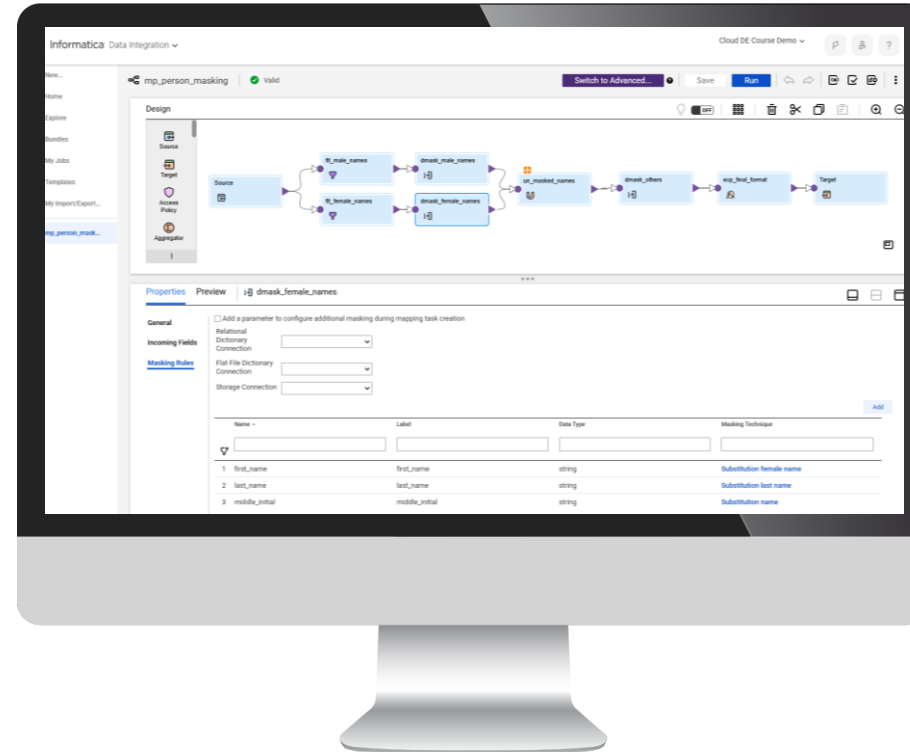 Informatica Data Integration
Cloud DE Course Demo
?
New...
Home
Explore
Bundles
My Jobs
Templates
My Import/Export...
mp_person_mask...
mp_person_masking
Valid
Switch to Advanced...
Save
Run
Design
OFF
Source
Target
Access
Policy
Aggregator
Source
flt_male_names
dmask_male_names
flt_female_names
dmask_female_names
un_masked_names
dmask_others
exp_final_format
Target
Properties Preview dmask_female_names
General
Incoming Fields
Masking Rules
Add a parameter to configure additional masking during mapping task creation
Relational
Dictionary
Connection
Flat File Dictionary
Connection
Storage Connection
Add
Name Label Data Type Masking Technique
1 first_name first_name string Substitution female name
2 last_name last_name string Substitution last name
3 middle_initial middle_initial string Substitution name